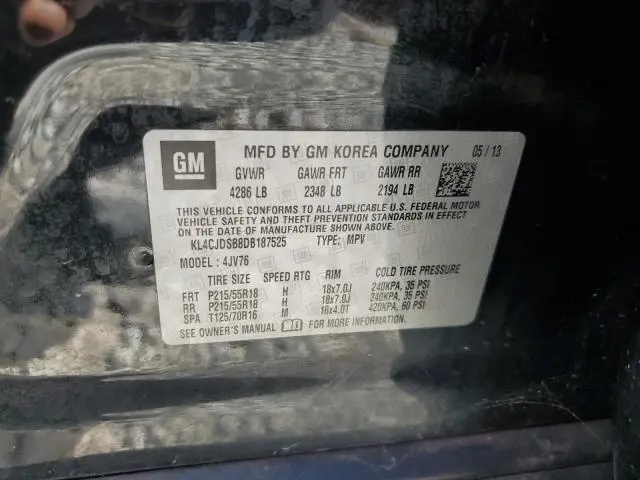 GM MFD BY GM KOREA COMPANY 05 / 13
GVWR GAWR FRT GAWR RR
4286 LB 2348 LB 2194 LB
THIS VEHICLE CONFORMS TO ALL APPLICABLE U.S. FEDERAL MOTOR
VEHICLE SAFETY AND THEFT PREVENTION STANDARDS IN EFFECT
ON THE DATE OF MANUFACTURE SHOWN ABOVE.
KL4CJDSB8DB187525 TYPE: MPV
MODEL : 4JV76
TIRE SIZE SPEED RTG RIM COLD TIRE PRESSURE
FRT P215/55R18 H 18x7.0J 240KPA, 35 PSI
RR P215/55R18 H 18x7.0J 240KPA, 35 PSI
SPA T125/70R16 M 16x4.0T 420KPA, 60 PSI
SEE OWNER'S MANUAL FOR MORE INFORMATION.